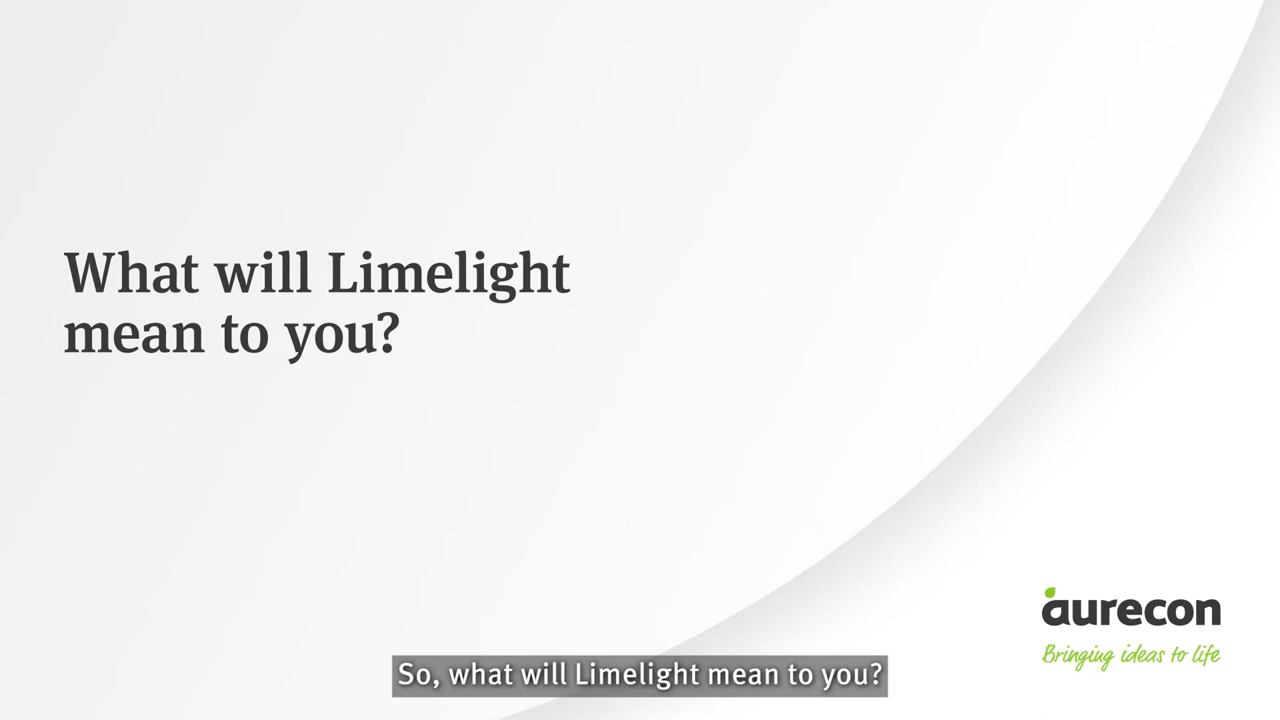 What will Limelight
mean to you?
aurecon
Bringing ideas to life
So, what will Limelight mean to you?